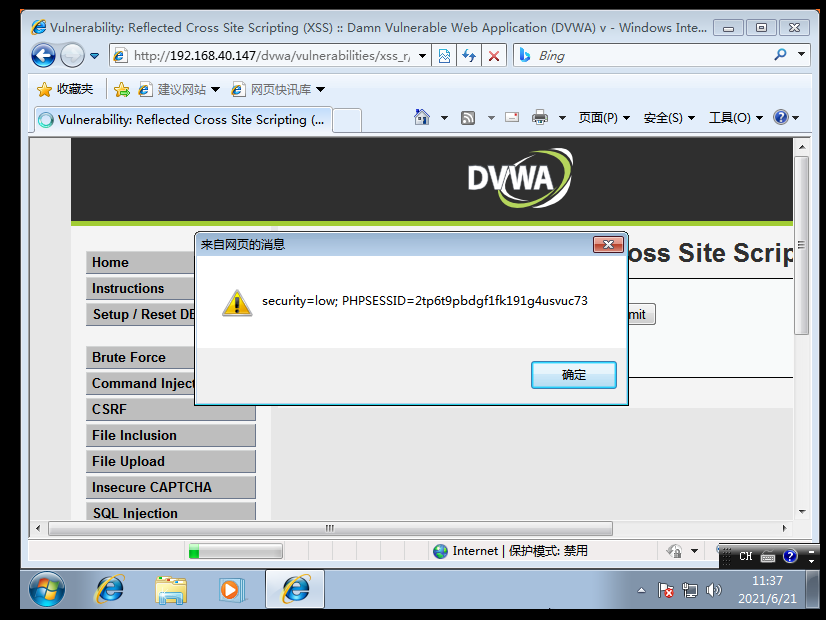 Vulnerability: Reflected Cross Site Scripting (XSS) :: Damn Vulnerable Web Application (DVWA) v - Windows Inte...
http://192.168.40.147/dvwa/vulnerabilities/xss_r/
Bing
收藏夹
建议网站
网页快讯库
Vulnerability: Reflected Cross Site Scripting (...
页面(P)
安全(S)
工具(O)
DVWA
来自网页的消息
oss Site Scrip
Home
Instructions
security=low; PHPSESSID=2tp6t9pbdgf1fk191g4usvuc73
Setup / Reset DB
mit
Brute Force
确定
Command Inject
CSRF
File Inclusion
File Upload
Insecure CAPTCHA
SQL Injection
Internet | 保护模式: 禁用
CH
11:37
2021/6/21